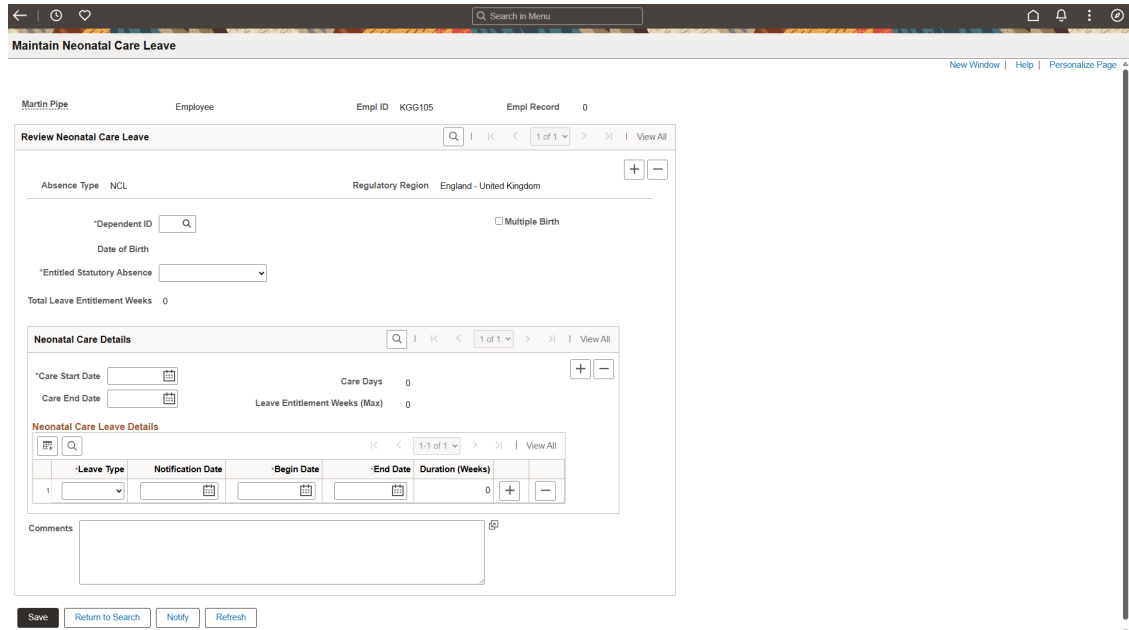 Search in Menu
Maintain Neonatal Care Leave
New Window | Help | Personalize Page
Martin Pipe Employee Empl ID KGG105 Empl Record 0
Review Neonatal Care Leave 1 of 1 View All
Absence Type NCL Regulatory Region England - United Kingdom
*Dependent ID Multiple Birth
Date of Birth
*Entitled Statutory Absence
Total Leave Entitlement Weeks 0
Neonatal Care Details 1 of 1 View All
*Care Start Date Care Days 0
Care End Date Leave Entitlement Weeks (Max) 0
Neonatal Care Leave Details
1-1 of 1 View All
*Leave Type Notification Date *Begin Date *End Date Duration (Weeks)
1 0
Comments
Save Return to Search Notify Refresh